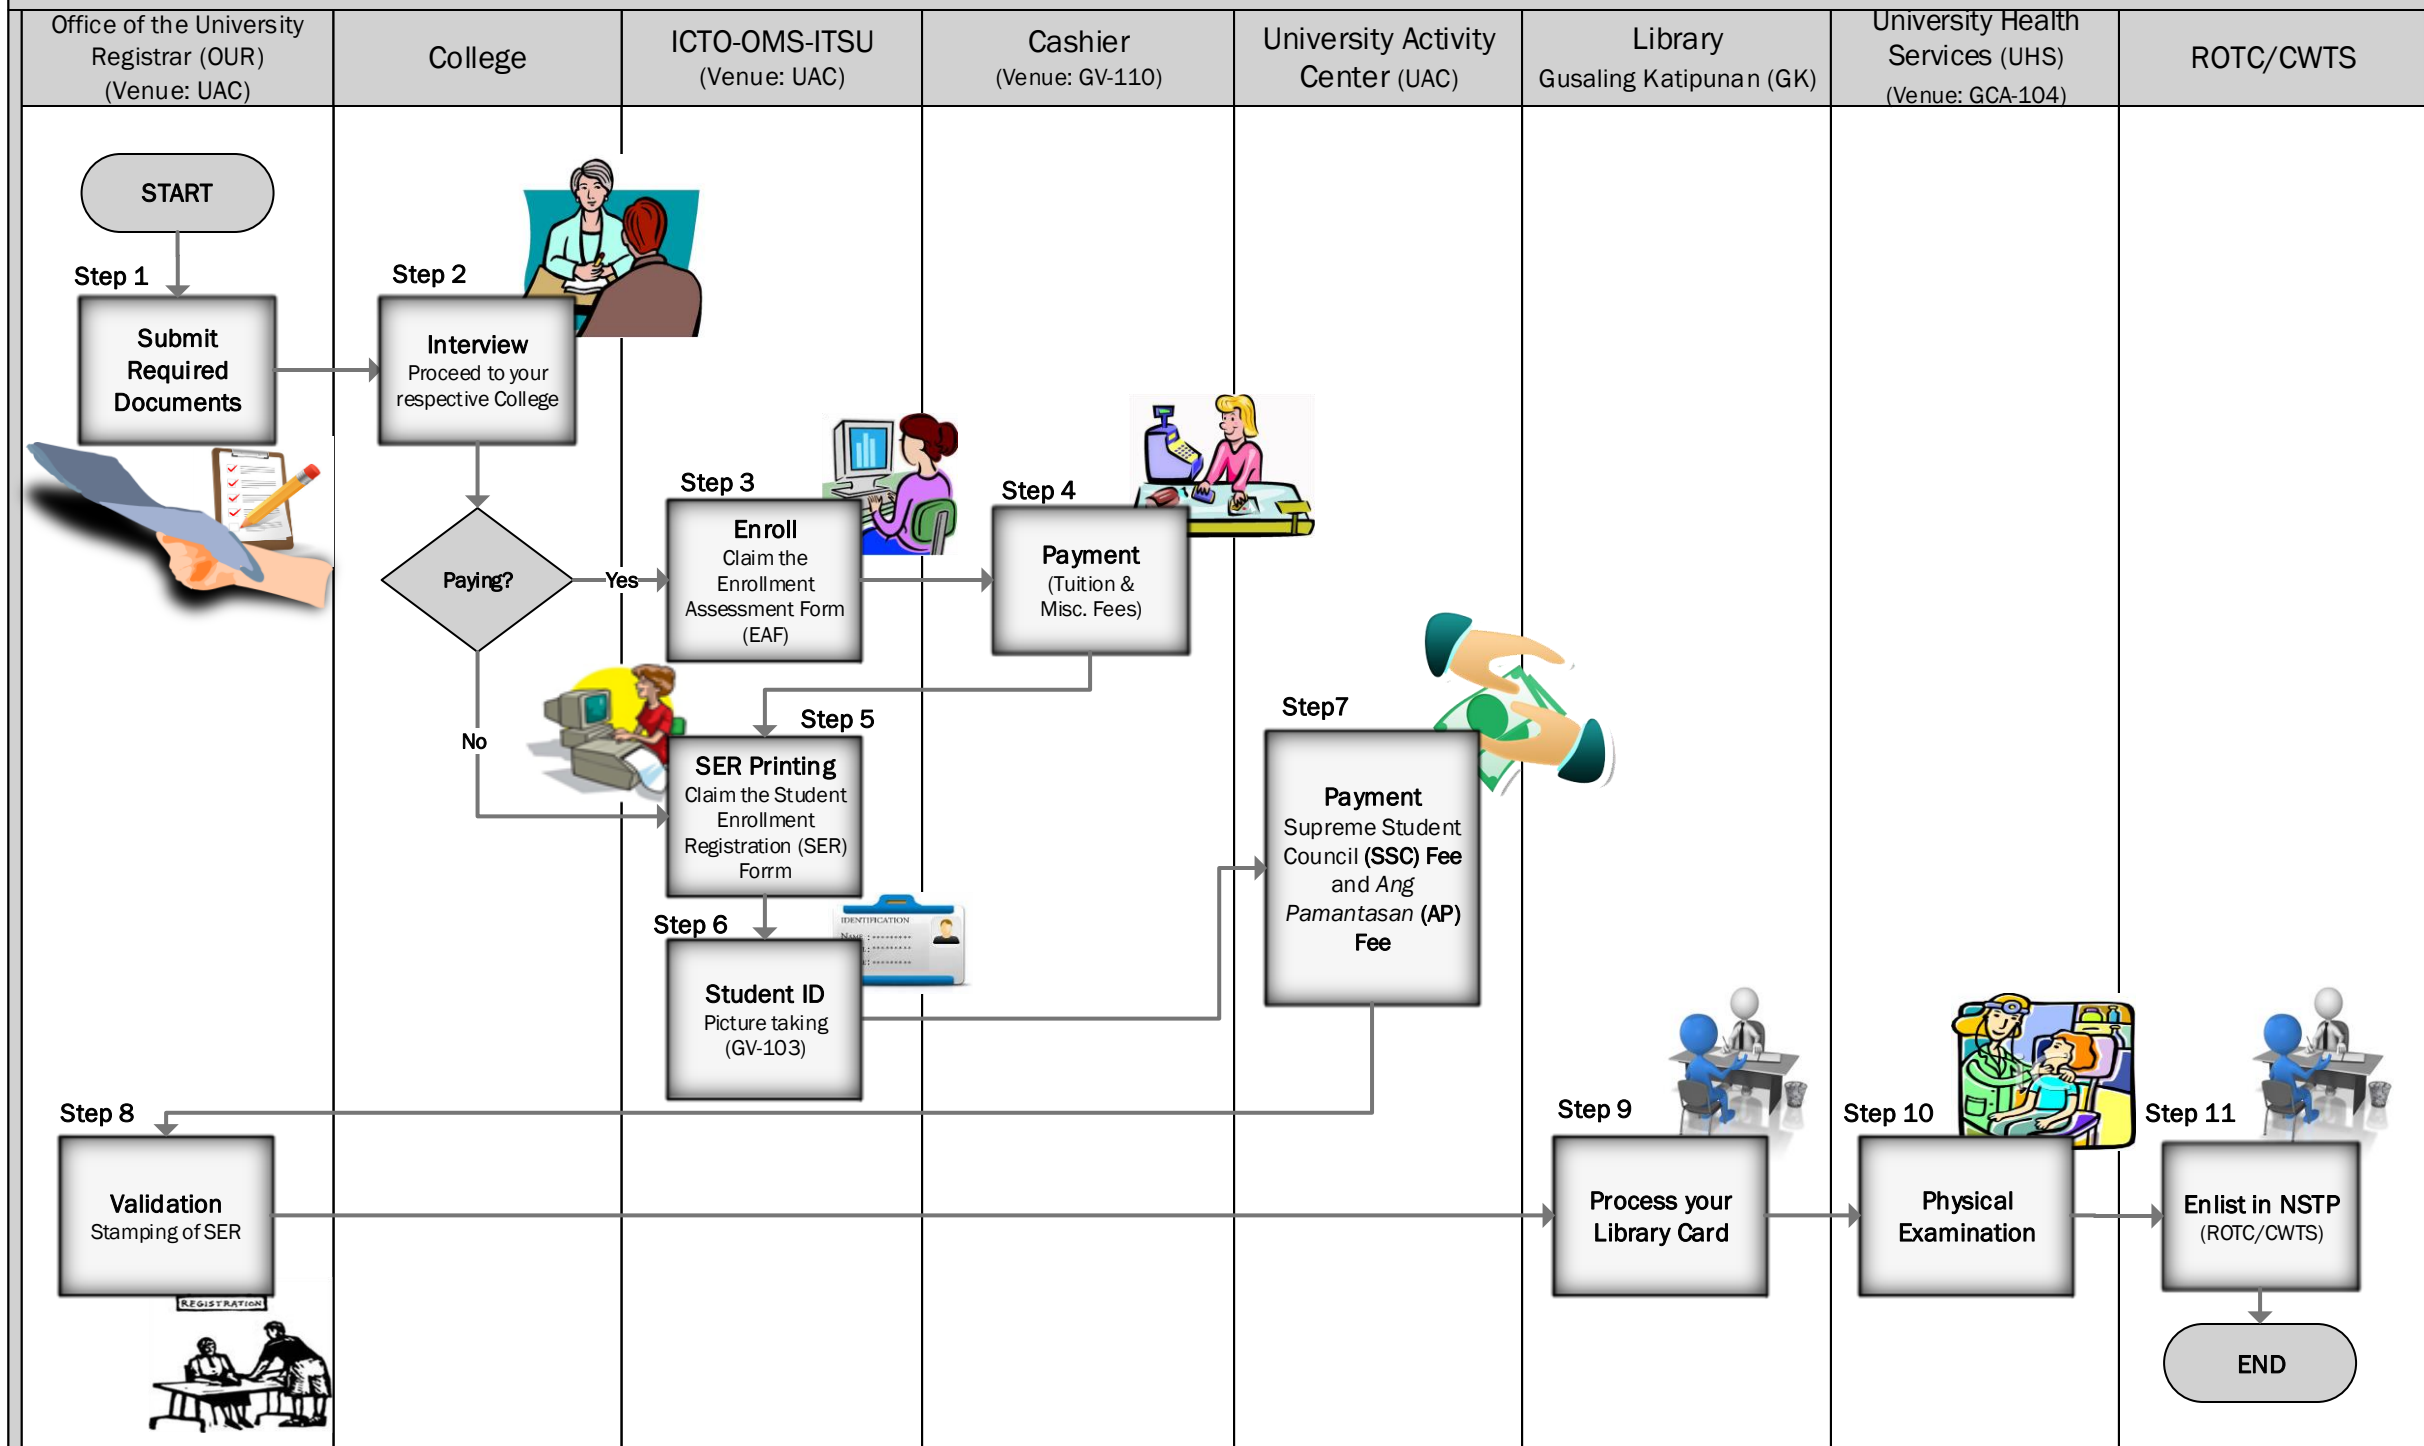 Office of the University
Registrar (OUR)
(Venue: UAC)
College
ICTO-OMS-ITSU
(Venue: UAC)
Cashier
(Venue: GV-110)
University Activity
Center (UAC)
Library
Gusaling Katipunan (GK)
University Health
Services (UHS)
(Venue: GCA-104)
ROTC/CWTS
START
Step 1
Submit
Required
Documents
Step 2
Interview
Proceed to your
respective College
Paying?
Yes
No
Step 3
Enroll
Claim the
Enrollment
Assessment Form
(EAF)
Step 4
Payment
(Tuition &
Misc. Fees)
Step 5
SER Printing
Claim the Student
Enrollment
Registration (SER)
Forrm
Step 6
IDENTIFICATION
Student ID
Picture taking
(GV-103)
Step7
Payment
Supreme Student
Council (SSC) Fee
and Ang
Pamantasan (AP)
Fee
Step 8
Validation
Stamping of SER
REGISTRATION
Step 9
Process your
Library Card
Step 10
Physical
Examination
Step 11
Enlist in NSTP
(ROTC/CWTS)
END